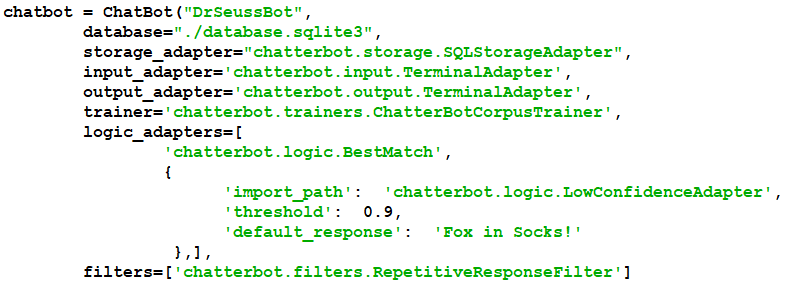 chatbot = ChatBot("DrSeussBot",
        database="./database.sqlite3",
        storage_adapter="chatterbot.storage.SQLStorageAdapter",
        input_adapter='chatterbot.input.TerminalAdapter',
        output_adapter='chatterbot.output.TerminalAdapter',
        trainer='chatterbot.trainers.ChatterBotCorpusTrainer',
        logic_adapters=[
                'chatterbot.logic.BestMatch',
                {
                      'import_path':  'chatterbot.logic.LowConfidenceAdapter',
                      'threshold':  0.9,
                      'default_response':  'Fox in Socks!'
                 },],
        filters=['chatterbot.filters.RepetitiveResponseFilter']